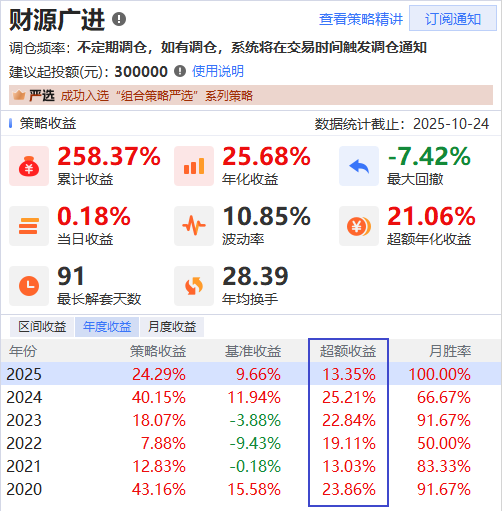 财源广进 查看策略精讲 订阅通知
调仓频率：不定期调仓，如有调仓，系统将在交易时间触发调仓通知
建议起投额(元)：300000 使用说明
严选 成功入选“组合策略严选”系列策略
策略收益 数据统计截止：2025-10-24
258.37% 25.68% -7.42%
累计收益 年化收益 最大回撤
0.18% 10.85% 21.06%
当日收益 波动率 超额年化收益
91 28.39
最长解套天数 年均换手
区间收益 年度收益 月度收益
年份 策略收益 基准收益 超额收益 月胜率
2025 24.29% 9.66% 13.35% 100.00%
2024 40.15% 11.94% 25.21% 66.67%
2023 18.07% -3.88% 22.84% 91.67%
2022 7.88% -9.43% 19.11% 50.00%
2021 12.83% -0.18% 13.03% 83.33%
2020 43.16% 15.58% 23.86% 91.67%